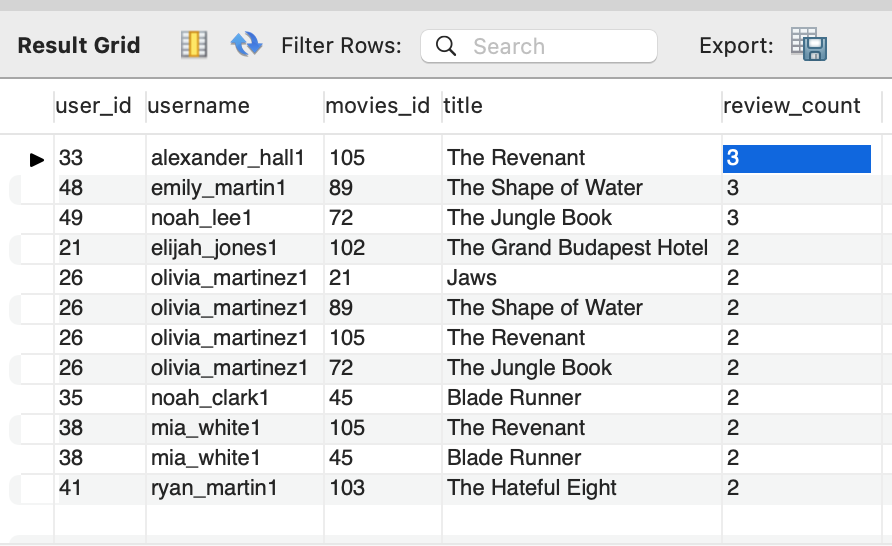 Result Grid Filter Rows: Search Export:
user_id username movies_id title review_count
33 alexander_hall1 105 The Revenant 3
48 emily_martin1 89 The Shape of Water 3
49 noah_lee1 72 The Jungle Book 3
21 elijah_jones1 102 The Grand Budapest Hotel 2
26 olivia_martinez1 21 Jaws 2
26 olivia_martinez1 89 The Shape of Water 2
26 olivia_martinez1 105 The Revenant 2
26 olivia_martinez1 72 The Jungle Book 2
35 noah_clark1 45 Blade Runner 2
38 mia_white1 105 The Revenant 2
38 mia_white1 45 Blade Runner 2
41 ryan_martin1 103 The Hateful Eight 2